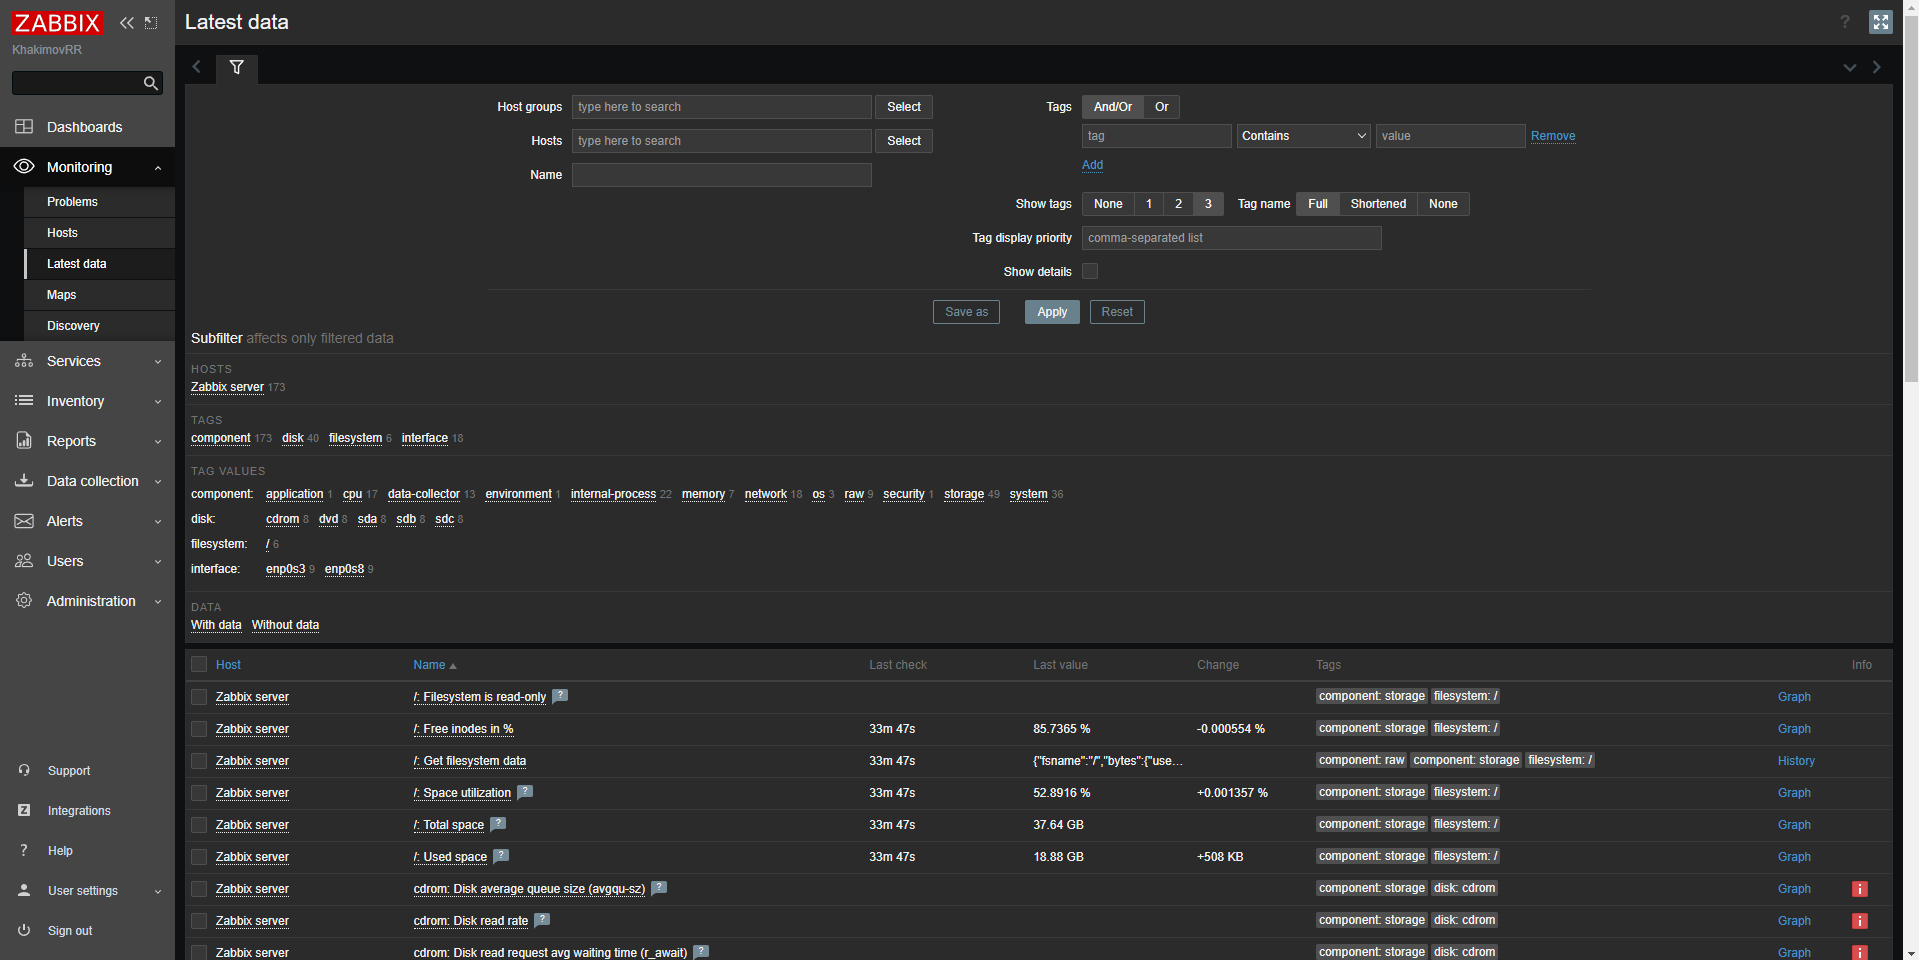 ZABBIX
KhakimovRR
Dashboards
Monitoring
Problems
Hosts
Latest data
Maps
Discovery
Services
Inventory
Reports
Data collection
Alerts
Users
Administration
Support
Z Integrations
? Help
User settings
Sign out
Latest data ?
Host groups type here to search Select
Hosts type here to search Select
Name
Tags And/Or Or
tag Contains value Remove
Add
Show tags None 1 2 3 Tag name Full Shortened None
Tag display priority comma-separated list
Show details
Save as Apply Reset
Subfilter affects only filtered data
HOSTS
Zabbix server 173
TAGS
component 173 disk 40 filesystem 6 interface 18
TAG VALUES
component: application 1 cpu 17 data-collector 13 environment 1 internal-process 22 memory 7 network 18 os 3 raw 9 security 1 storage 49 system 36
disk: cdrom 8 dvd 8 sda 8 sdb 8 sdc 8
filesystem: / 6
interface: enp0s3 9 enp0s8 9
DATA
With data Without data
Host Name Last check Last value Change Tags Info
Zabbix server /: Filesystem is read-only ? component: storage filesystem: / Graph
Zabbix server /: Free inodes in % 33m 47s 85.7365 % -0.000554 % component: storage filesystem: / Graph
Zabbix server /: Get filesystem data 33m 47s {"fsname":"/","bytes":{"use... component: raw component: storage filesystem: / History
Zabbix server /: Space utilization ? 33m 47s 52.8916 % +0.001357 % component: storage filesystem: / Graph
Zabbix server /: Total space ? 33m 47s 37.64 GB component: storage filesystem: / Graph
Zabbix server /: Used space ? 33m 47s 18.88 GB +508 KB component: storage filesystem: / Graph
Zabbix server cdrom: Disk average queue size (avgqu-sz) ? component: storage disk: cdrom Graph i
Zabbix server cdrom: Disk read rate ? component: storage disk: cdrom Graph i
Zabbix server cdrom: Disk read request avg waiting time (r_await) ? component: storage disk: cdrom Graph i